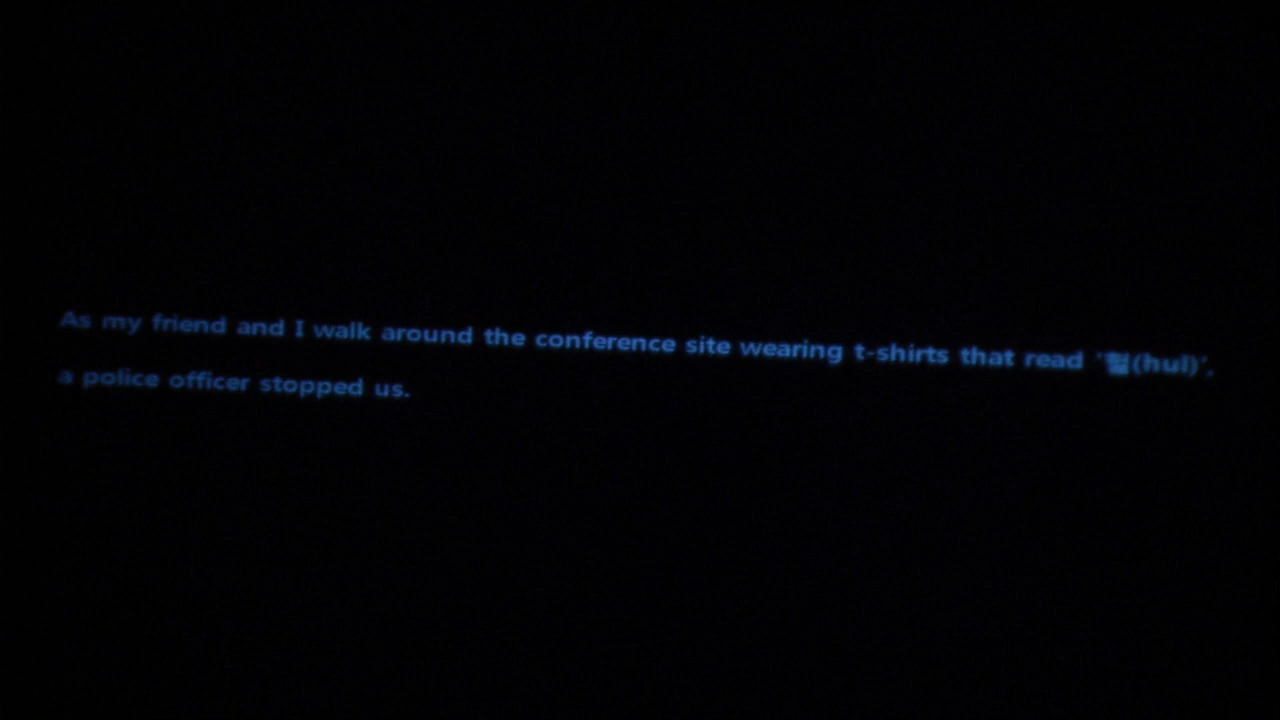 As my friend and I walk around the conference site wearing t-shirts that read '(hul)',
a police officer stopped us.